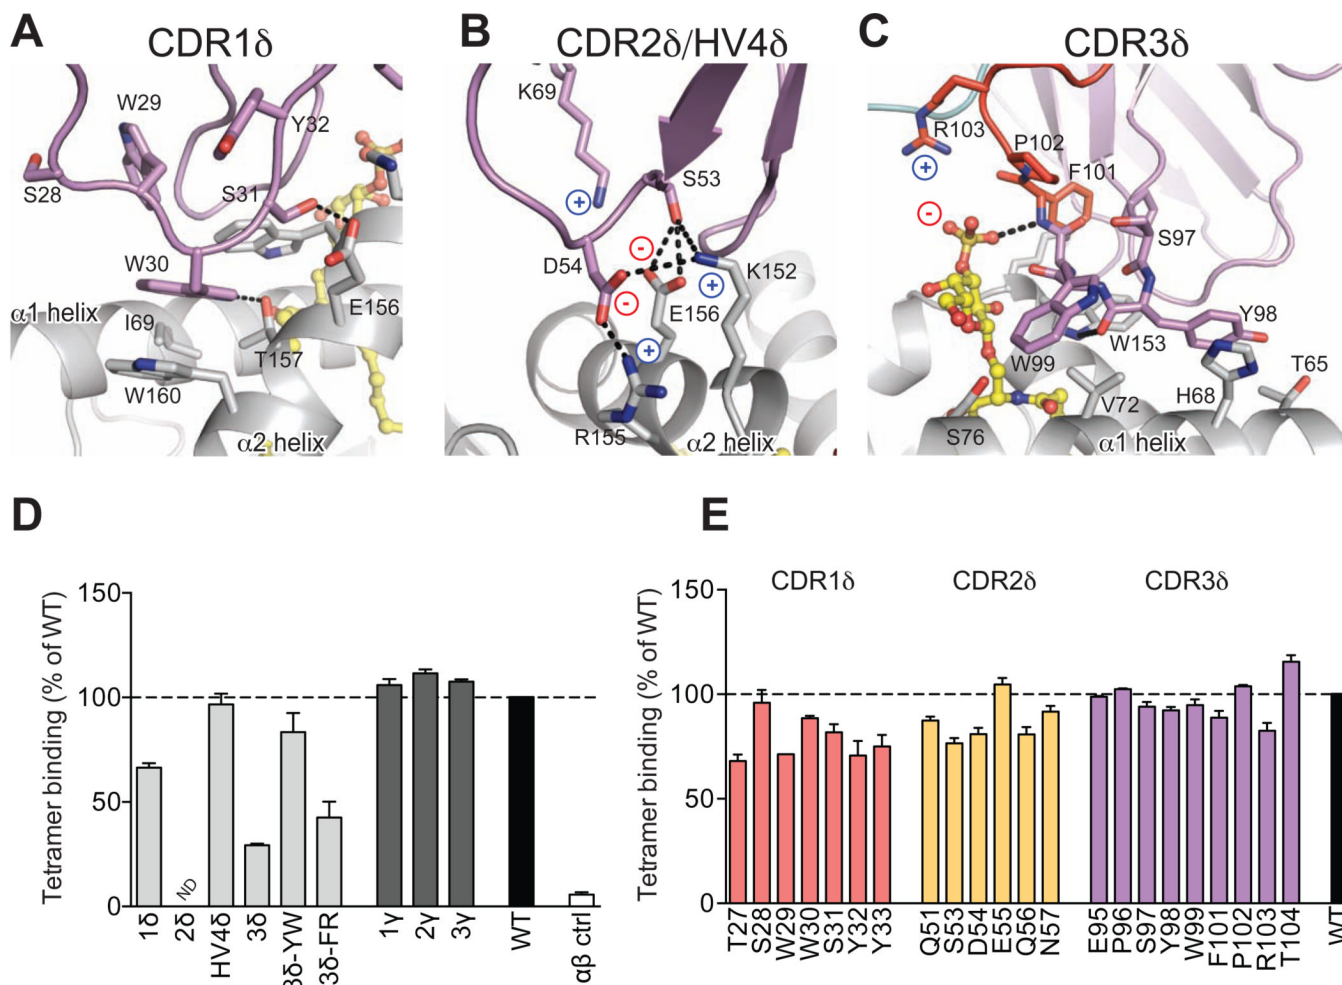 A
CDR1δ
W29
Y32
S28
S31
W30
α1 helix
I69
E156
T157
W160
α2 helix
B
CDR2δ/HV4δ
K69
+
S53
-
D54
K152
-
+
E156
+
R155
α2 helix
C
CDR3δ
R103
P102
+
F101
-
S97
Y98
W153
W99
T65
V72
H68
S76
α1 helix
D
Tetramer binding (% of WT)
150
100
50
0
ND
1δ
2δ
HV4δ
3δ
3δ-YW
3δ-FR
1γ
2γ
3γ
WT
αβ ctrl
E
Tetramer binding (% of WT)
150
100
50
0
CDR1δ
CDR2δ
CDR3δ
T27
S28
W29
W30
S31
Y32
Y33
Q51
S53
D54
E55
Q56
N57
E95
P96
S97
Y98
W99
F101
P102
R103
T104
WT